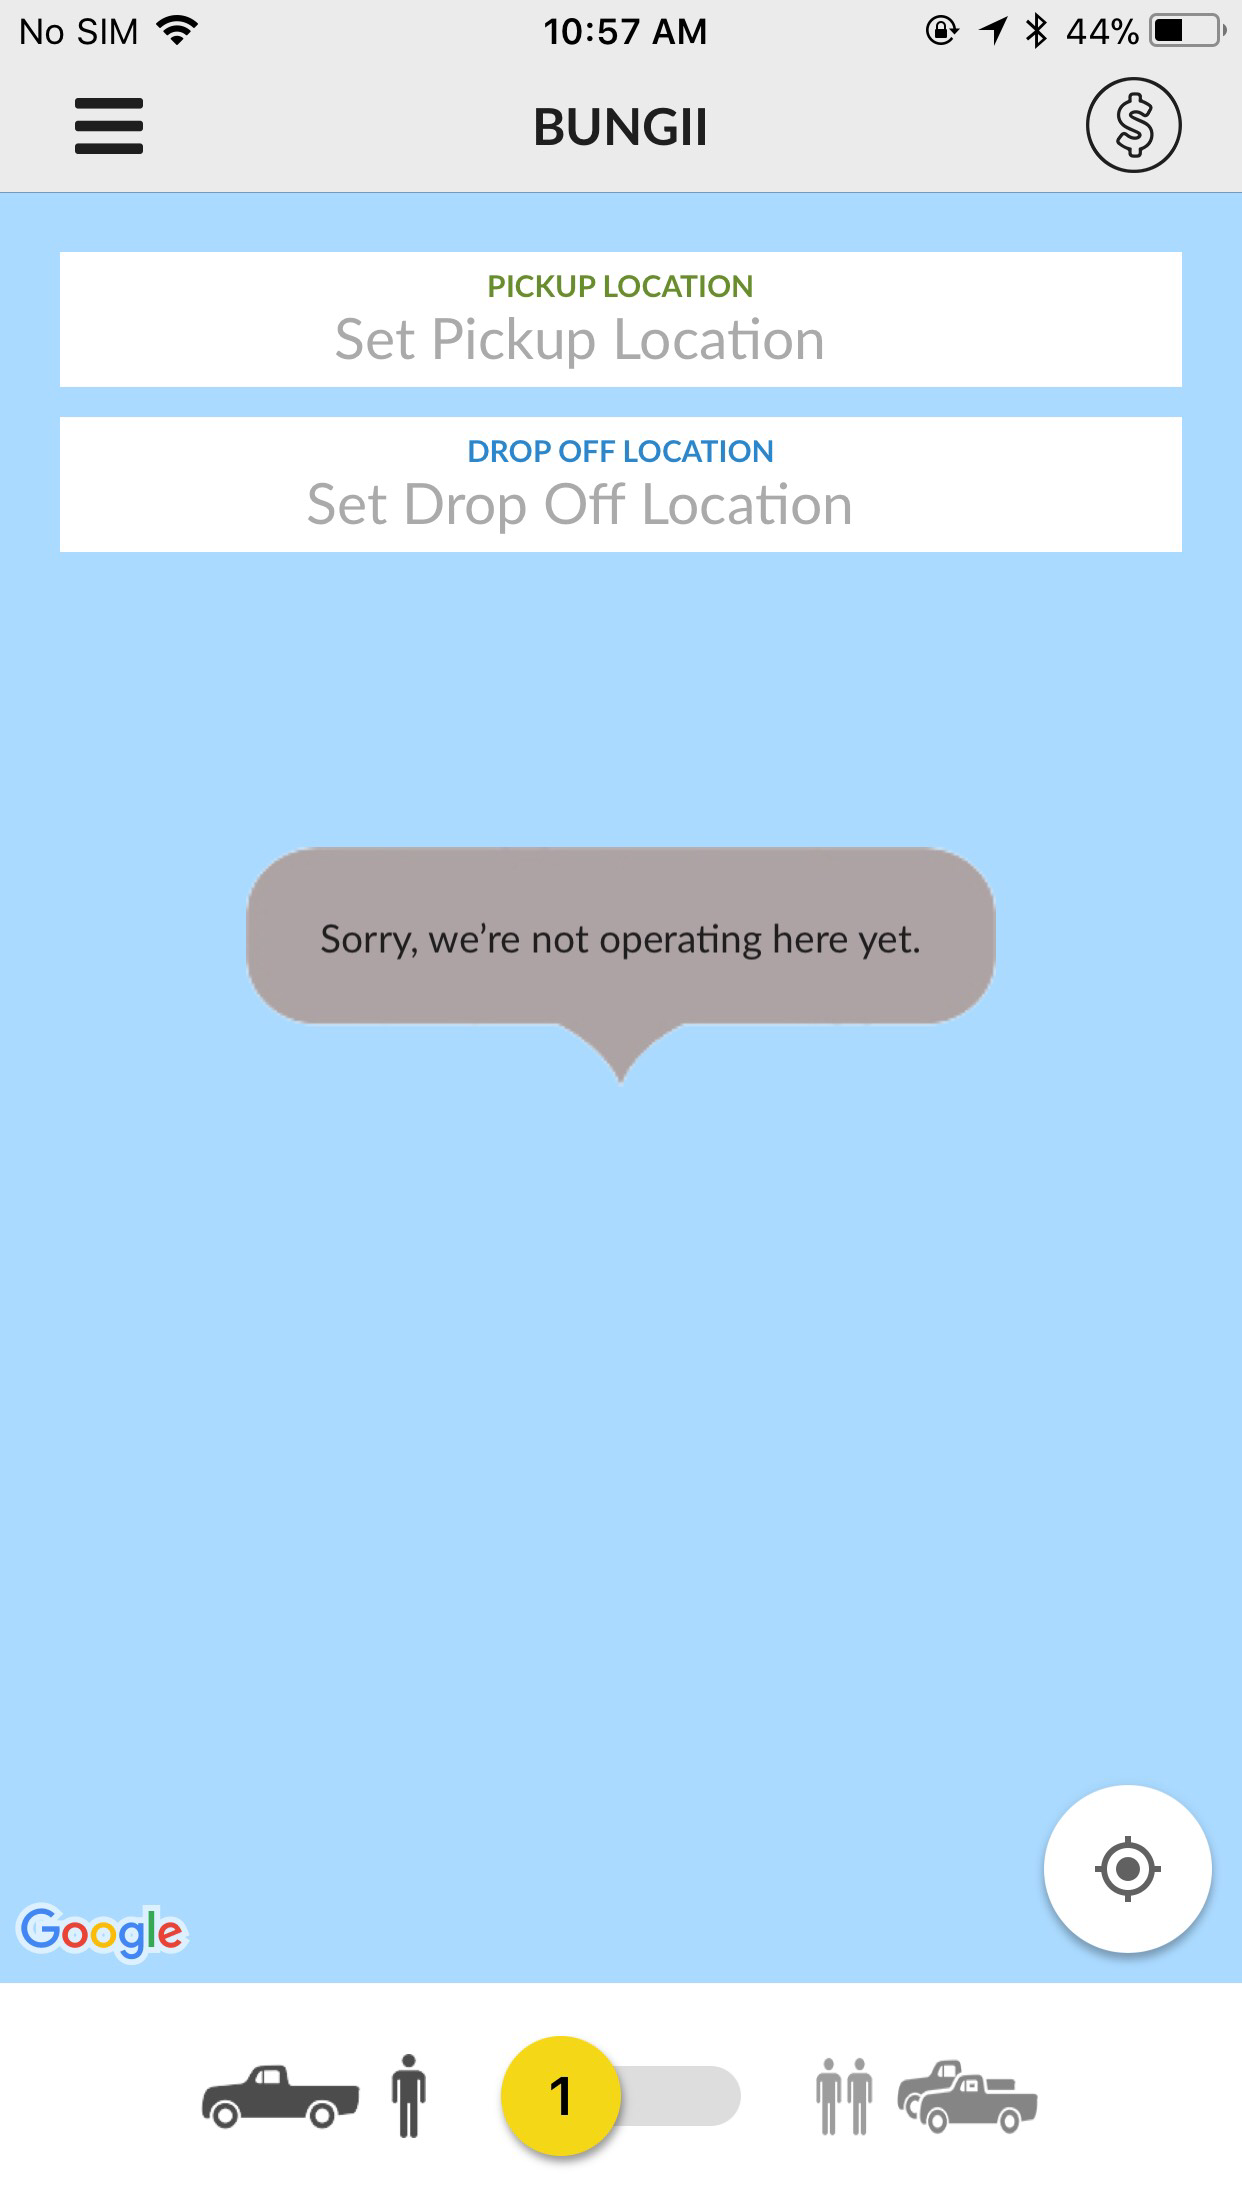 No SIM 10:57 AM 44%
BUNGII
PICKUP LOCATION
Set Pickup Location
DROP OFF LOCATION
Set Drop Off Location
Sorry, we’re not operating here yet.
Google
1